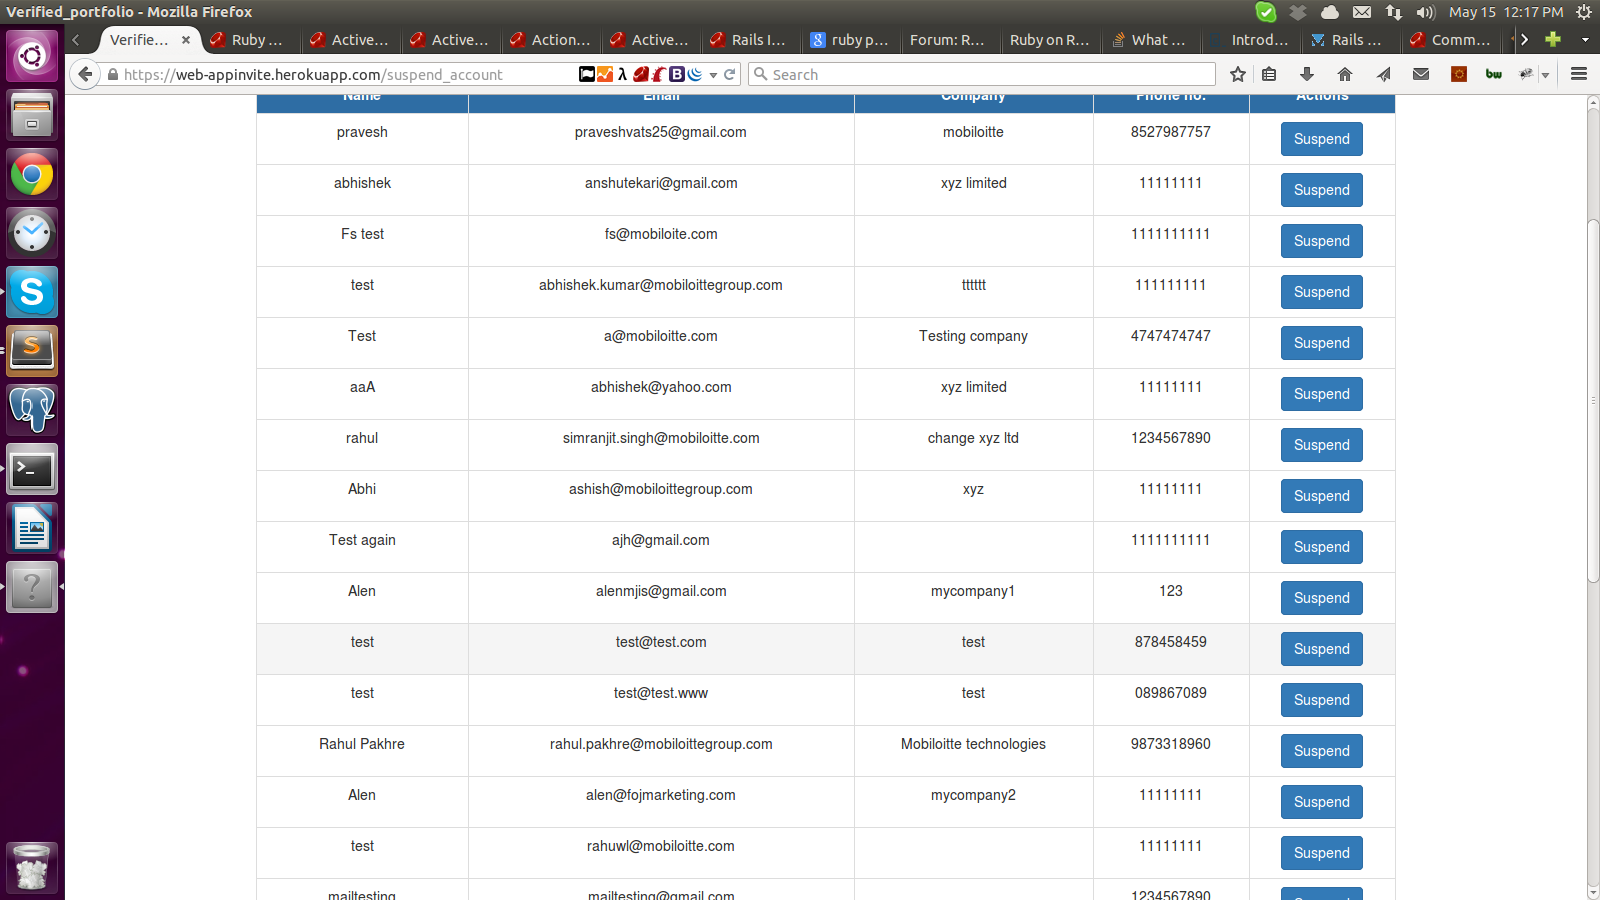 Verified_portfolio - Mozilla Firefox
May 15 12:17 PM
Verifie... × Ruby ... Active... Active... Action... Active... Rails I... ruby p... Forum: R... Ruby on R... What ... Introd... Rails ... Comm...
https://web-appinvite.herokuapp.com/suspend_account
Search
Name Email Company Phone no. Actions
pravesh praveshvats25@gmail.com mobiloitte 8527987757 Suspend
abhishek anshutekari@gmail.com xyz limited 11111111 Suspend
Fs test fs@mobiloite.com 1111111111 Suspend
test abhishek.kumar@mobiloittegroup.com tttttt 111111111 Suspend
Test a@mobiloitte.com Testing company 4747474747 Suspend
aaA abhishek@yahoo.com xyz limited 11111111 Suspend
rahul simranjit.singh@mobiloitte.com change xyz ltd 1234567890 Suspend
Abhi ashish@mobiloittegroup.com xyz 11111111 Suspend
Test again ajh@gmail.com 1111111111 Suspend
Alen alenmjis@gmail.com mycompany1 123 Suspend
test test@test.com test 878458459 Suspend
test test@test.www test 089867089 Suspend
Rahul Pakhre rahul.pakhre@mobiloittegroup.com Mobiloitte technologies 9873318960 Suspend
Alen alen@fojmarketing.com mycompany2 11111111 Suspend
test rahuwl@mobiloitte.com 11111111 Suspend
mailtesting mailtesting@gmail.com 1234567890